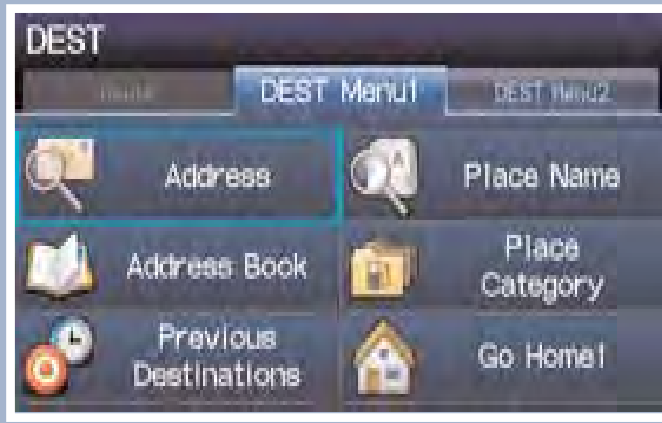 DEST
DEST Menu1
DEST Menu2
Address
Place Name
Address Book
Place
Category
Previous
Destinations
Go Home1